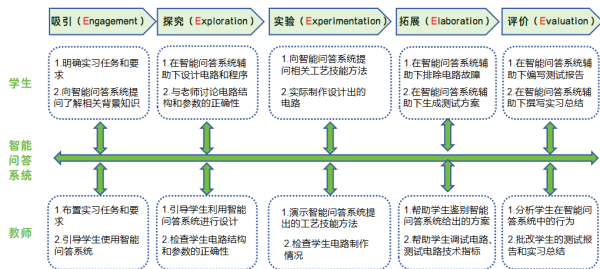 吸引（Engagement）
探究（Exploration）
实验（Experimentation）
拓展（Elaboration）
评价（Evaluation）
学生
1.明确实习任务和要
求
2.向智能问答系统提
问了解相关背景知识
1.在智能问答系统辅
助下设计电路和程序
2.与老师讨论电路结
构和参数的正确性
1.向智能问答系统提
问相关工艺技能方法
2.实际制作设计出的
电路
1.在智能问答系统辅
助下排除电路故障
2.在智能问答系统辅
助下生成测试方案
1.在智能问答系统辅
助下编写测试报告
2.在智能问答系统辅
助下撰写实习总结
智能
问答
系统
教师
1.布置实习任务和要
求
2.引导学生使用智能
问答系统
1.引导学生利用智能
问答系统进行设计
2.检查学生电路结构
和参数的正确性
1.演示智能问答系统提
出的工艺技能方法
2.检查学生电路制作
情况
1.帮助学生鉴别智能
问答系统给出的方案
2.帮助学生调试电路、
测试电路技术指标
1.分析学生在智能问
答系统中的行为
2.批改学生的测试报
告和实习总结